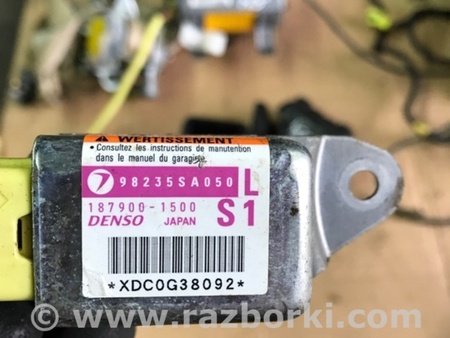 WERTISSEMENT
• Consultez les instructions de manutention
dans le manuel du garagiste.
7 98235SA050 L
187900-1500 S1
DENSO JAPAN
*XDC0G38092*
© www.razborki.com